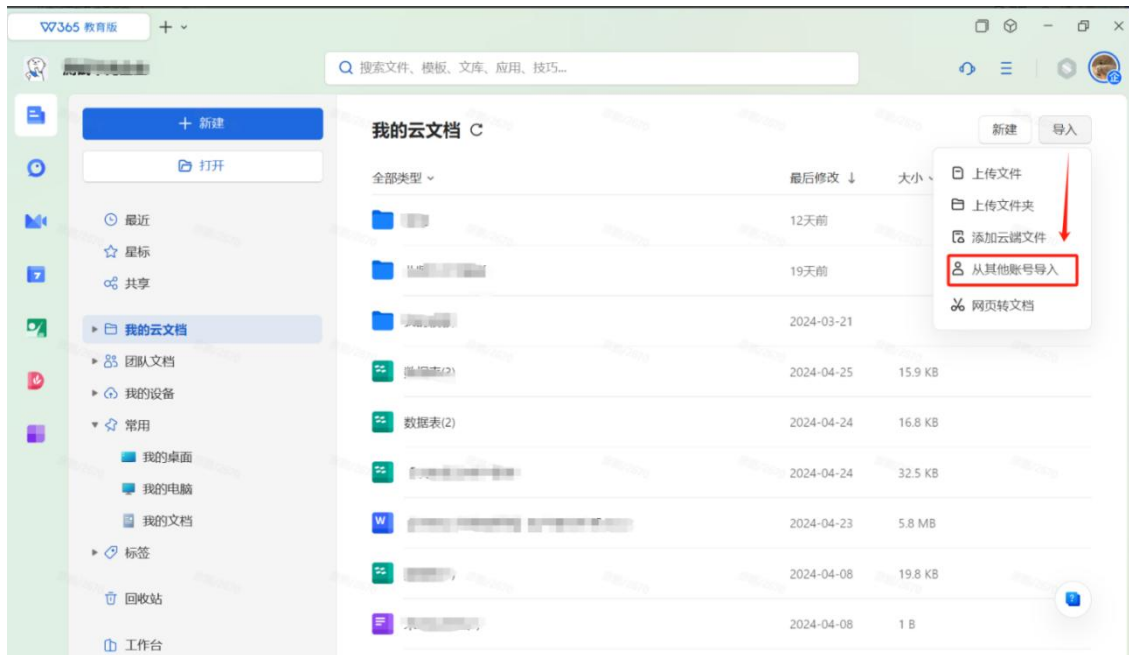 W365 教育版
搜索文件、模板、文库、应用、技巧...
新建
打开
最近
星标
共享
我的云文档
团队文档
我的设备
常用
我的桌面
我的电脑
我的文档
标签
回收站
工作台
我的云文档
新建 导入
全部类型 最后修改 大小
12天前
19天前
2024-03-21
2024-04-25 15.9 KB
数据表(2) 2024-04-24 16.8 KB
2024-04-24 32.5 KB
2024-04-23 5.8 MB
2024-04-08 19.8 KB
2024-04-08 1 B
上传文件
上传文件夹
添加云端文件
从其他账号导入
网页转文档